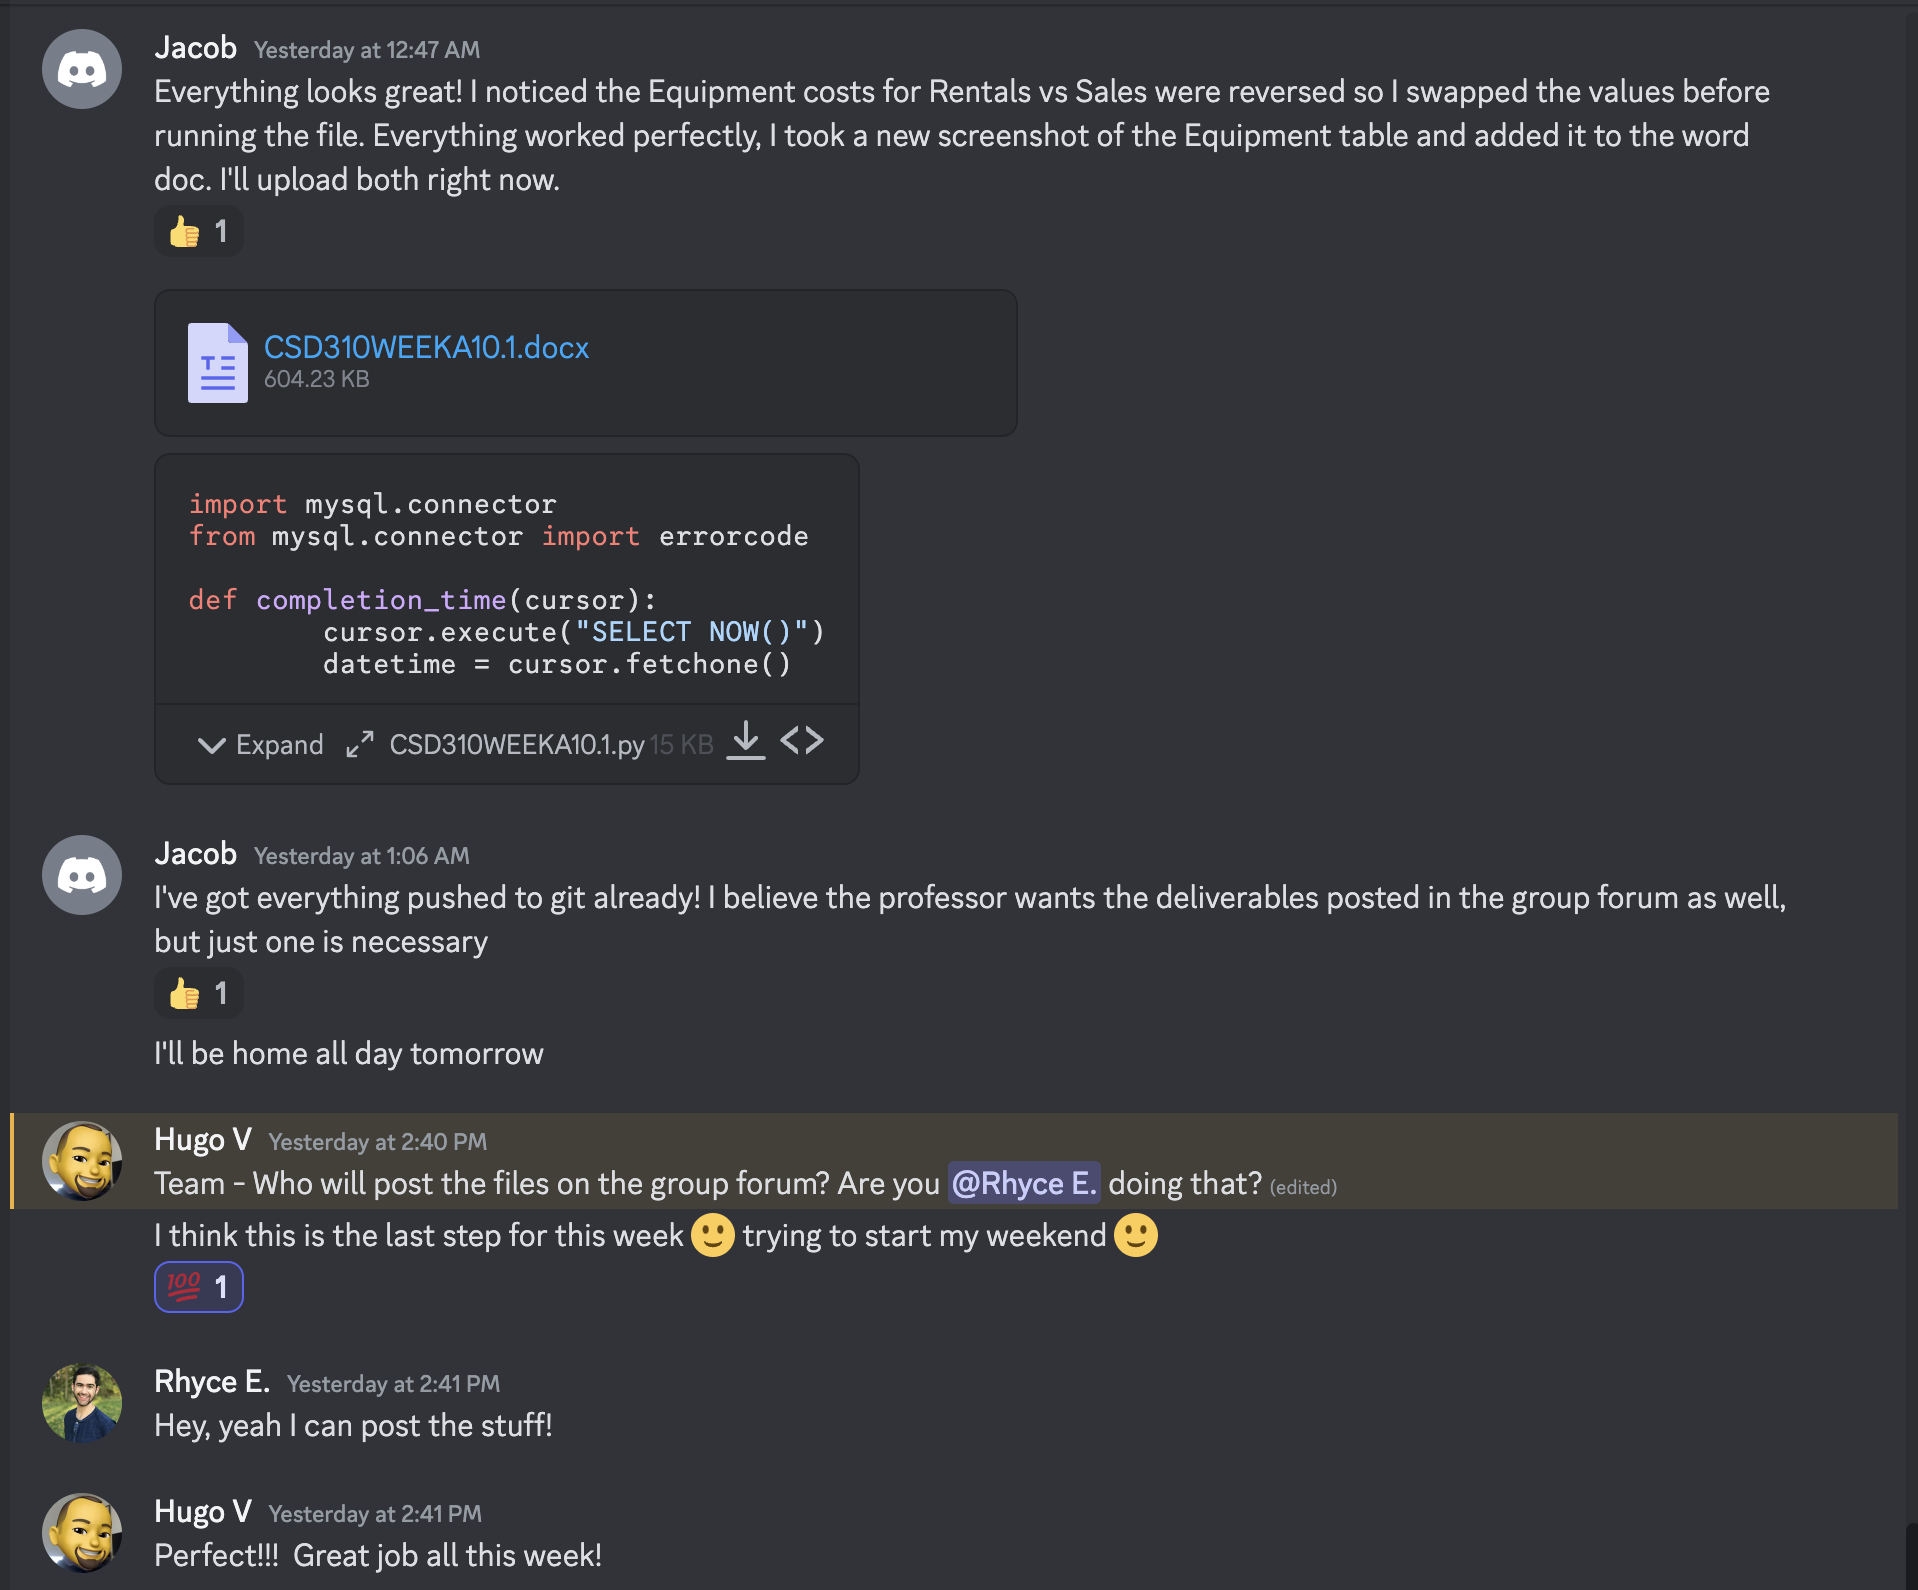 Jacob Yesterday at 12:47 AM
Everything looks great! I noticed the Equipment costs for Rentals vs Sales were reversed so I swapped the values before
running the file. Everything worked perfectly, I took a new screenshot of the Equipment table and added it to the word
doc. I'll upload both right now.
👍 1
CSD310WEEKA10.1.docx
604.23 KB
import mysql.connector
from mysql.connector import errorcode
def completion_time(cursor):
cursor.execute("SELECT NOW()")
datetime = cursor.fetchone()
Expand CSD310WEEKA10.1.py 15 KB
Jacob Yesterday at 1:06 AM
I've got everything pushed to git already! I believe the professor wants the deliverables posted in the group forum as well,
but just one is necessary
👍 1
I'll be home all day tomorrow
Hugo V Yesterday at 2:40 PM
Team - Who will post the files on the group forum? Are you @Rhyce E. doing that? (edited)
I think this is the last step for this week 🙂 trying to start my weekend 🙂
💯 1
Rhyce E. Yesterday at 2:41 PM
Hey, yeah I can post the stuff!
Hugo V Yesterday at 2:41 PM
Perfect!!! Great job all this week!